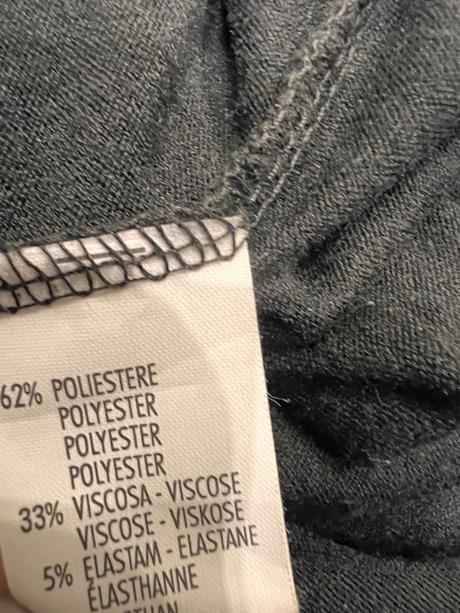 62% POLIESTERE
POLYESTER
POLYESTER
POLYESTER
33% VISCOSA - VISCOSE
VISCOSE - VISKOSE
5% ELASTAM - ELASTANE
ÉLASTHANNE